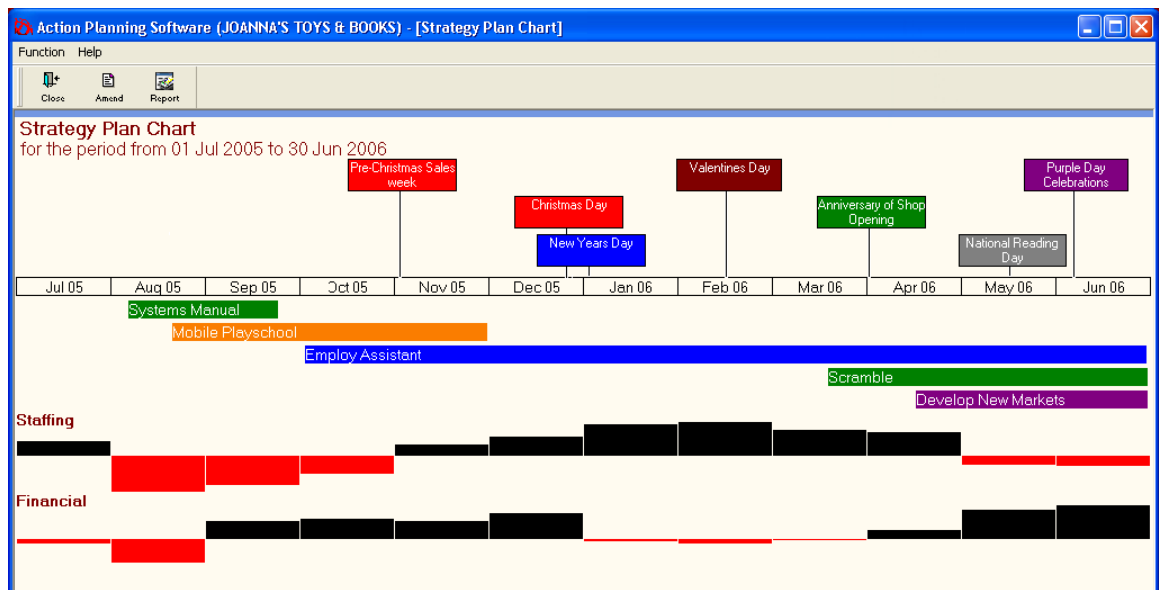 Action Planning Software (JOANNA'S TOYS & BOOKS) - [Strategy Plan Chart]
Function Help
Close Amend Report
Strategy Plan Chart
for the period from 01 Jul 2005 to 30 Jun 2006
Pre-Christmas Sales
week
Valentines Day
Purple Day
Celebrations
Christmas Day
Anniversary of Shop
Opening
New Years Day
National Reading
Day
Jul 05 Aug 05 Sep 05 Oct 05 Nov 05 Dec 05 Jan 06 Feb 06 Mar 06 Apr 06 May 06 Jun 06
Systems Manual
Mobile Playschool
Employ Assistant
Scramble
Develop New Markets
Staffing
Financial